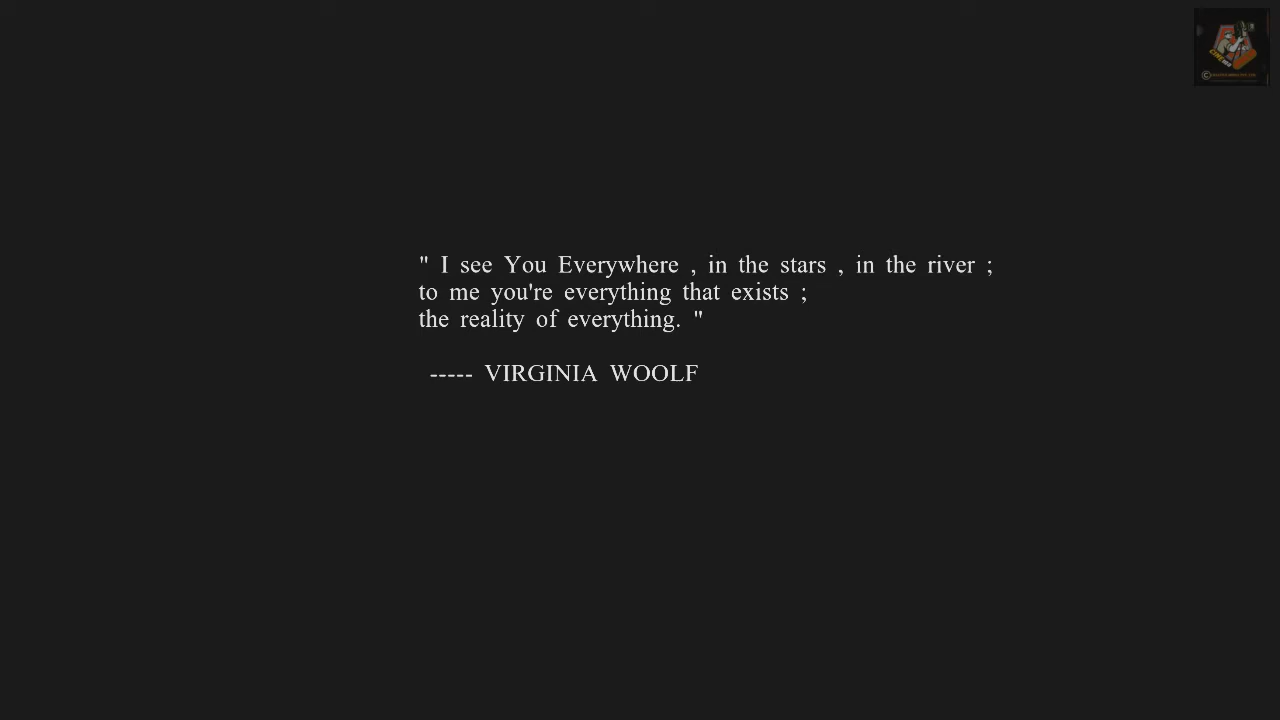 " I see You Everywhere , in the stars , in the river ;
to me you're everything that exists ;
the reality of everything. "
----- VIRGINIA WOOLF